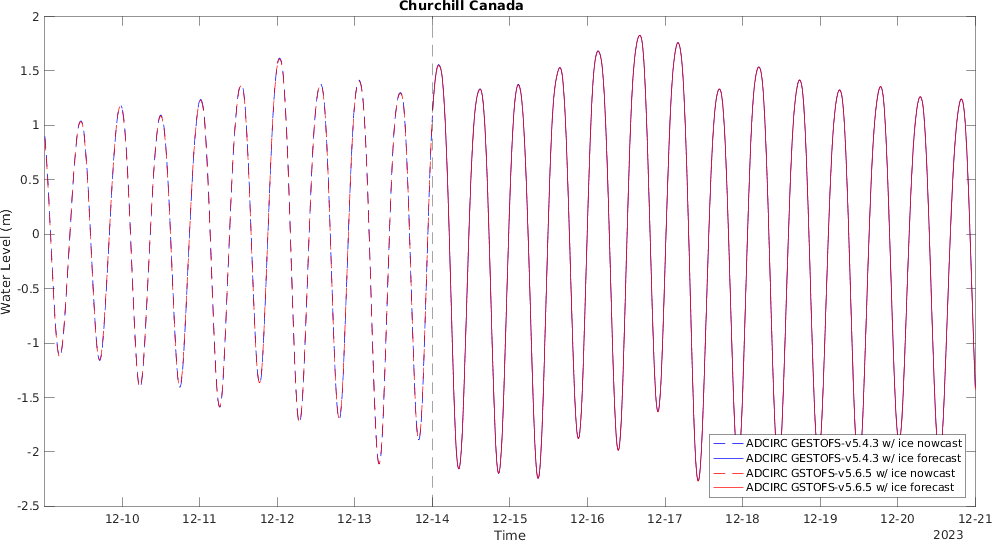 Churchill Canada
2
1.5
1
0.5
0
-0.5
-1
-1.5
-2
-2.5
Water Level (m)
ADCIRC GESTOFS-v5.4.3 w/ ice nowcast
ADCIRC GESTOFS-v5.4.3 w/ ice forecast
ADCIRC GSTOFS-v5.6.5 w/ ice nowcast
ADCIRC GSTOFS-v5.6.5 w/ ice forecast
12-10 12-11 12-12 12-13 12-14 12-15 12-16 12-17 12-18 12-19 12-20 12-21
Time
2023